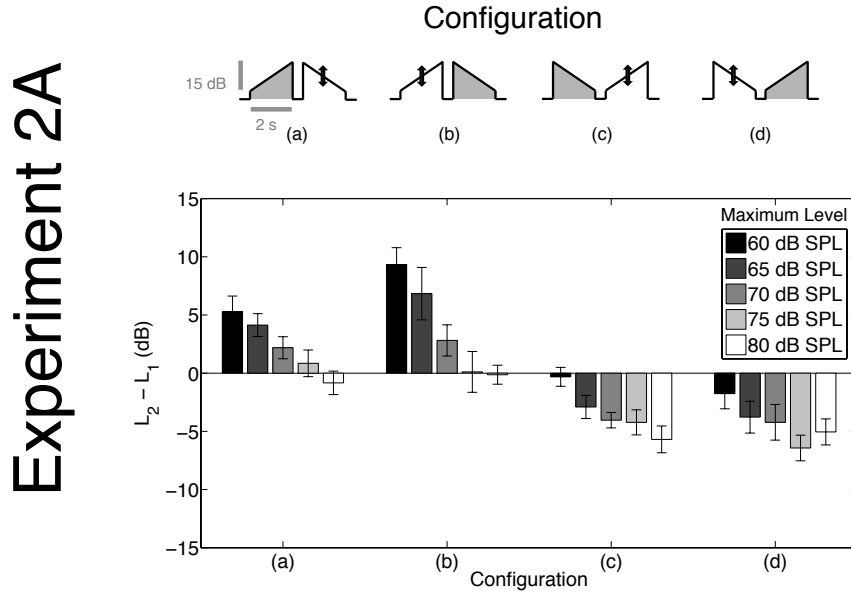 Configuration
Experiment 2A
15 dB
2 s
(a)
(b)
(c)
(d)
Maximum Level
60 dB SPL
65 dB SPL
70 dB SPL
75 dB SPL
80 dB SPL
L2 − L1 (dB)
15
10
5
0
−5
−10
−15
(a)
(b)
(c)
(d)
Configuration